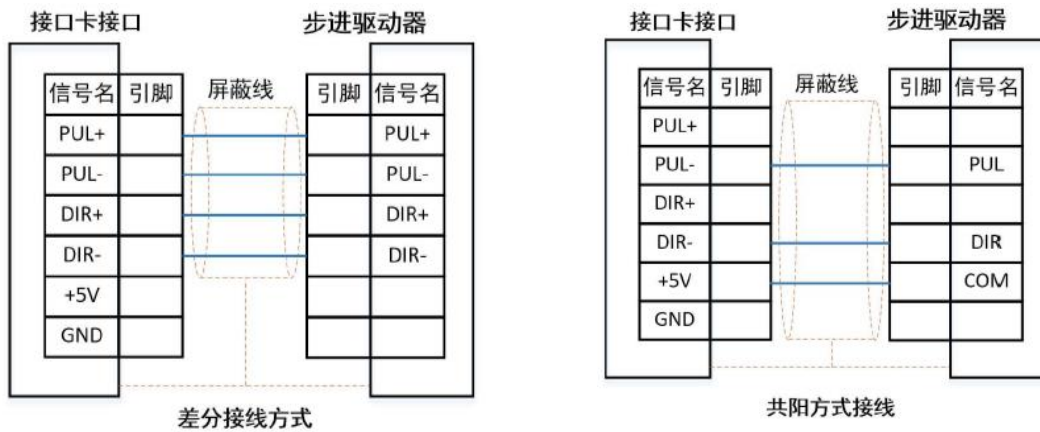 接口卡接口 步进驱动器
信号名 引脚 屏蔽线 引脚 信号名
PUL+ PUL+
PUL- PUL-
DIR+ DIR+
DIR- DIR-
+5V
GND
差分接线方式
接口卡接口 步进驱动器
信号名 引脚 屏蔽线 引脚 信号名
PUL+
PUL- PUL
DIR+
DIR- DIR
+5V COM
GND
共阳方式接线